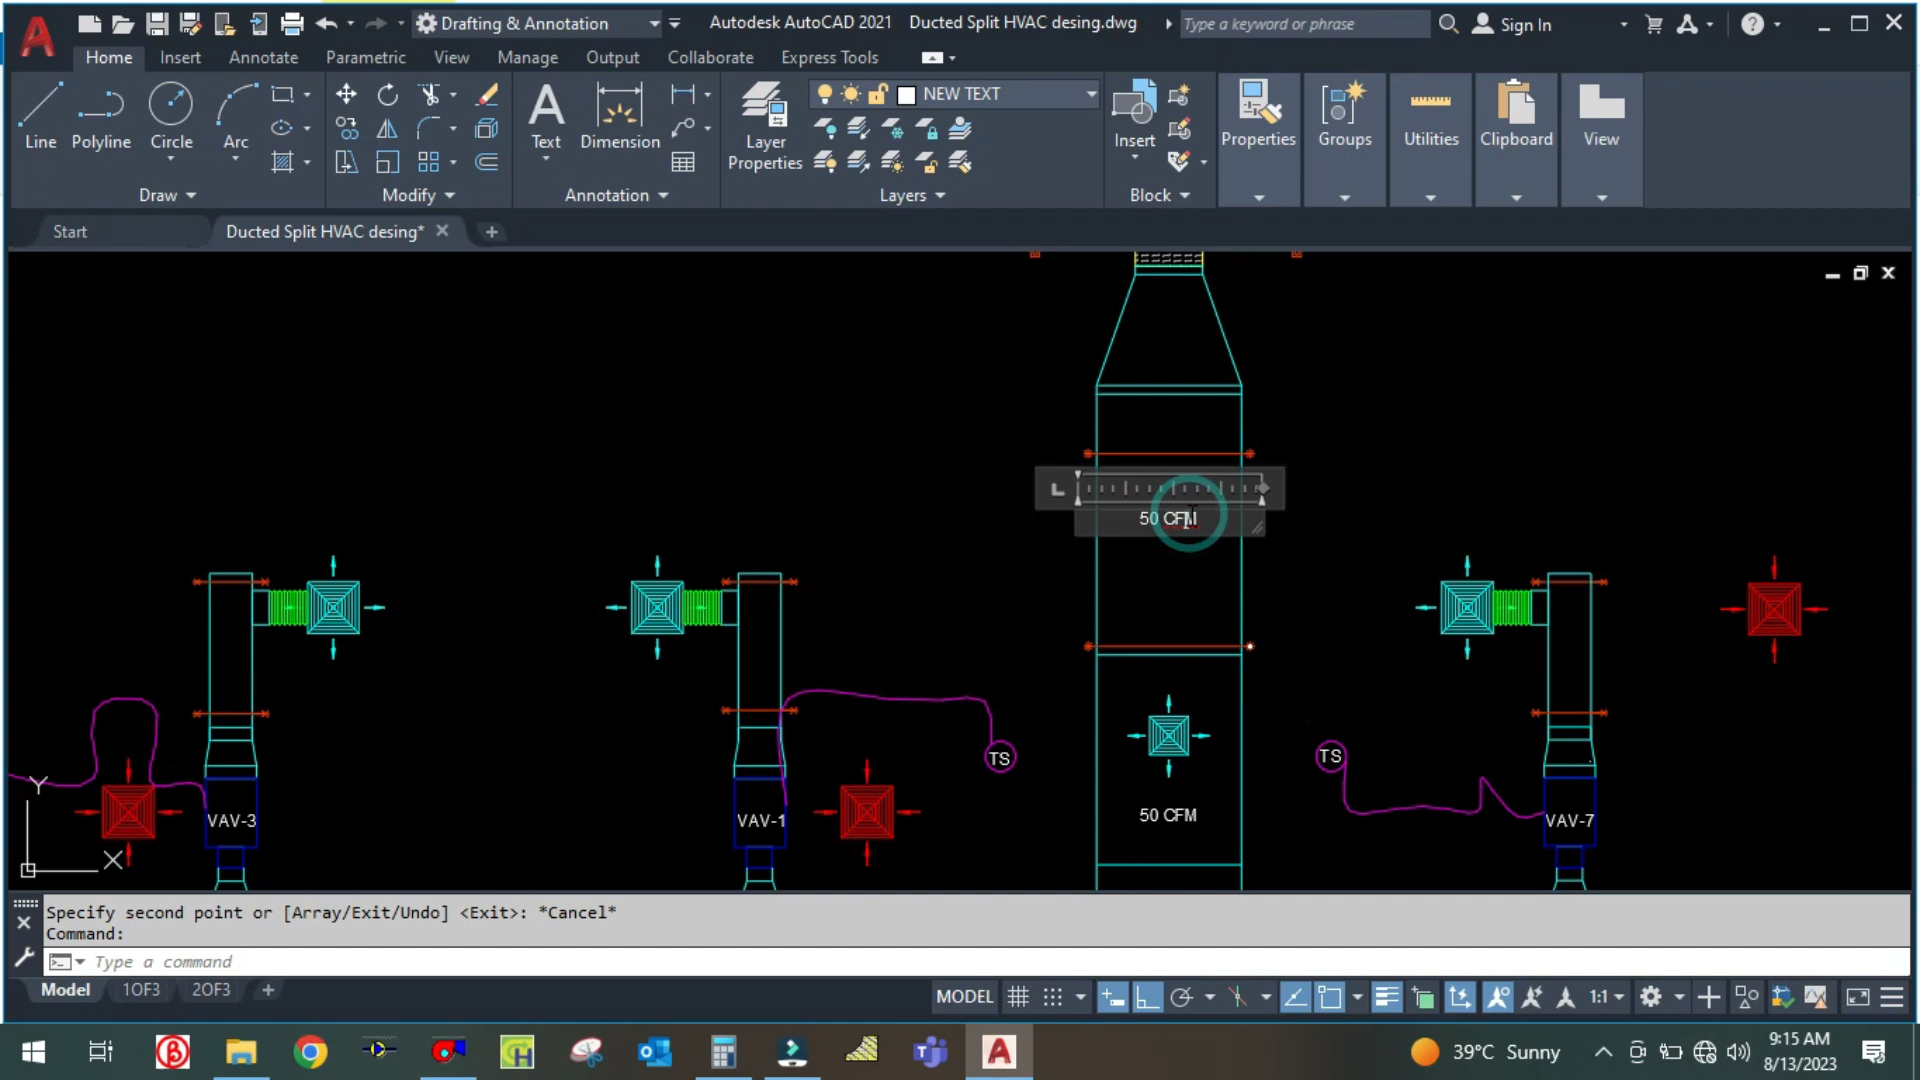 Drafting & Annotation
Autodesk AutoCAD 2021
Ducted Split HVAC desing.dwg
Type a keyword or phrase
Sign In
Home
Insert
Annotate
Parametric
View
Manage
Output
Collaborate
Express Tools
Line
Polyline
Circle
Arc
Text
Dimension
Layer Properties
NEW TEXT
Insert
Properties
Groups
Utilities
Clipboard
View
Draw
Modify
Annotation
Layers
Block
Start
Ducted Split HVAC desing*
50 CFM
TS
TS
50 CFM
VAV-3
VAV-1
VAV-7
Y
X
Specify second point or [Array/Exit/Undo] <Exit>: *Cancel*
Command:
Type a command
Model
1OF3
2OF3
MODEL
1:1
39°C Sunny
9:15 AM
8/13/2023